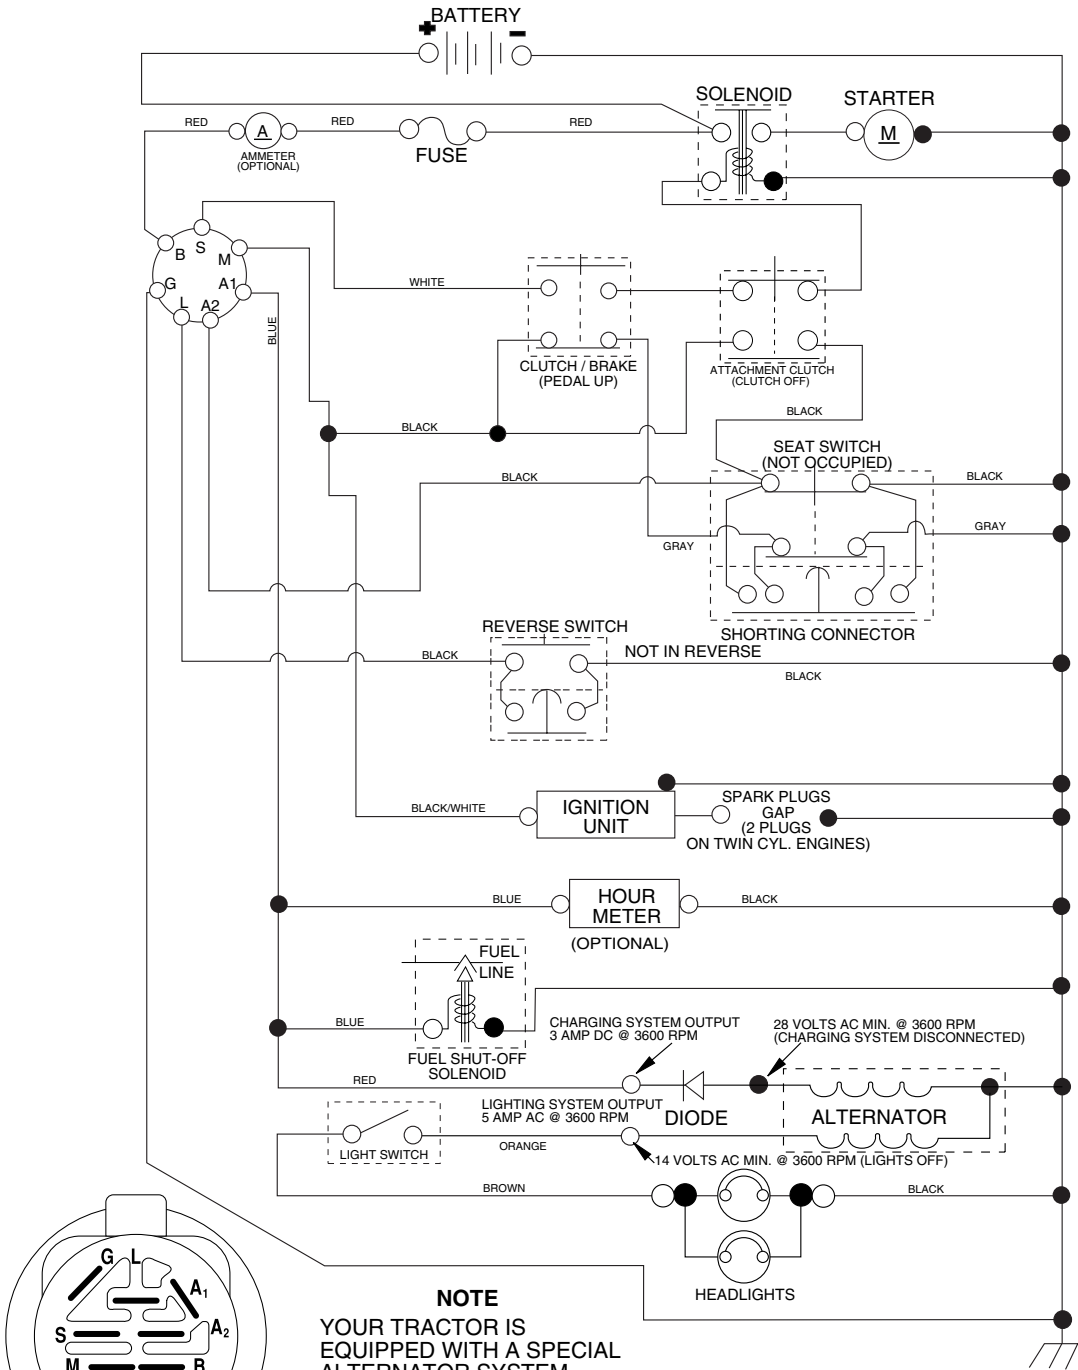 BATTERY
SOLENOID
STARTER
RED
A
RED
RED
M
AMMETER
(OPTIONAL)
FUSE
B
S
M
G
A1
L
A2
WHITE
BLUE
CLUTCH / BRAKE
(PEDAL UP)
ATTACHMENT CLUTCH
(CLUTCH OFF)
BLACK
BLACK
SEAT SWITCH
(NOT OCCUPIED)
BLACK
BLACK
GRAY
GRAY
SHORTING CONNECTOR
REVERSE SWITCH
NOT IN REVERSE
BLACK
BLACK
BLACK/WHITE
IGNITION
UNIT
SPARK PLUGS
GAP
(2 PLUGS
ON TWIN CYL. ENGINES)
BLUE
HOUR
METER
BLACK
(OPTIONAL)
FUEL
LINE
BLUE
FUEL SHUT-OFF
SOLENOID
CHARGING SYSTEM OUTPUT
3 AMP DC @ 3600 RPM
28 VOLTS AC MIN. @ 3600 RPM
(CHARGING SYSTEM DISCONNECTED)
RED
DIODE
ALTERNATOR
LIGHTING SYSTEM OUTPUT
5 AMP AC @ 3600 RPM
LIGHT SWITCH
ORANGE
14 VOLTS AC MIN. @ 3600 RPM (LIGHTS OFF)
BROWN
BLACK
HEADLIGHTS
G L
A1
A2
S
M
B
NOTE
YOUR TRACTOR IS
EQUIPPED WITH A SPECIAL
ALTERNATOR SYSTEM